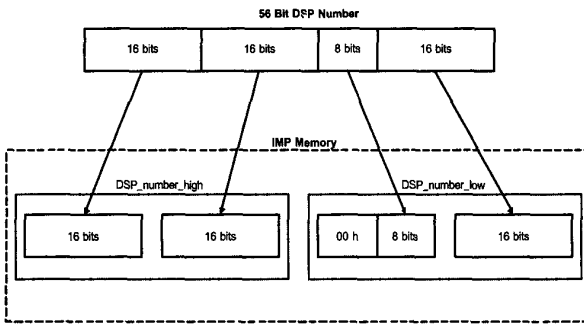 56 Bit DSP Number
16 bits 16 bits 8 bits 16 bits
IMP Memory
DSP_number_high DSP_number_low
16 bits 16 bits 00 h 8 bits 16 bits